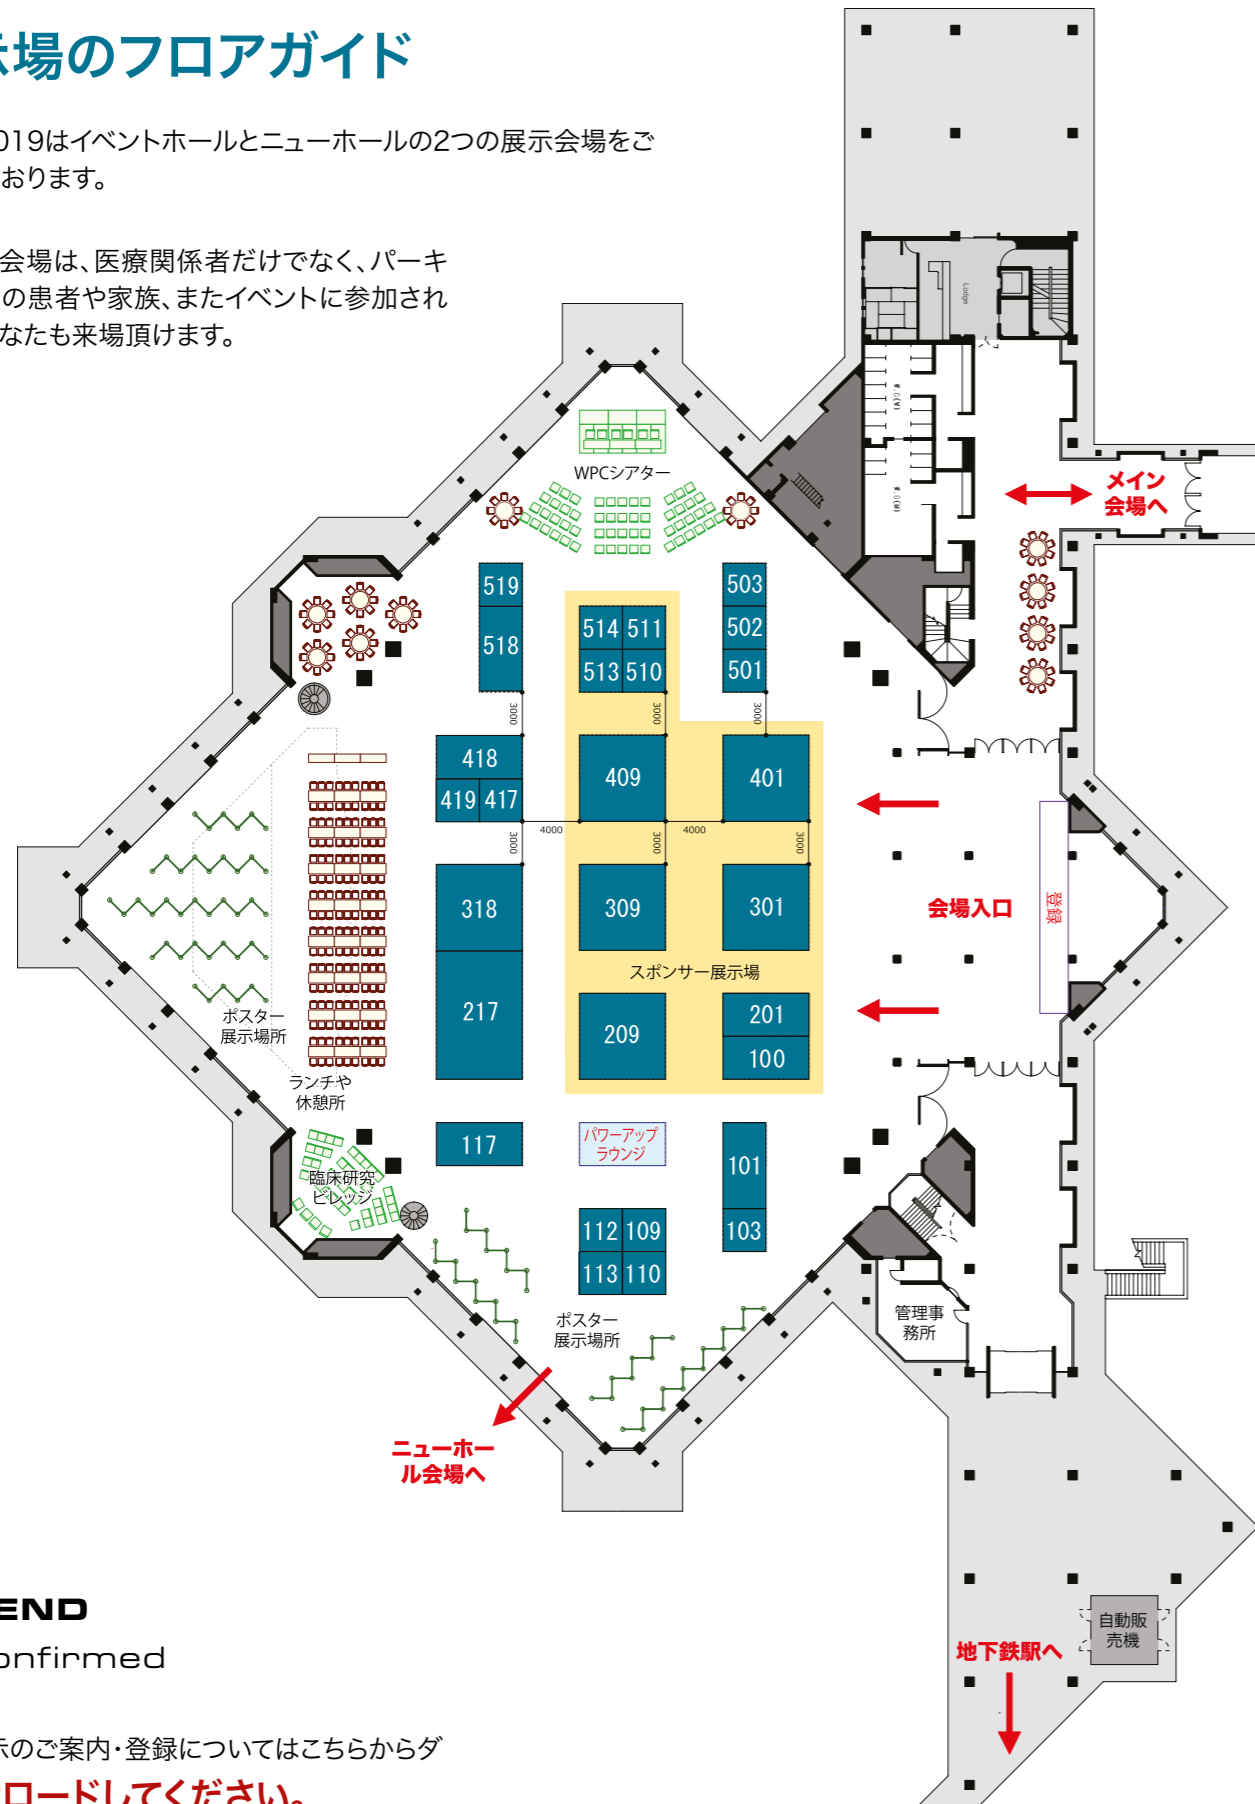 示場のフロアガイド
019はイベントホールとニューホールの2つの展示会場をご
おります。
会場は、医療関係者だけでなく、パーキ
の患者や家族、またイベントに参加され
なたも来場頂けます。
Lodge
W.C(W)
W.C(M)
メイン
会場へ
WPCシアター
519
518
514 511
513 510
503
502
501
3000
3000
3000
418
419 417
409
401
4000
4000
3000
3000
3000
318
309
301
会場入口
登録
スポンサー展示場
217
209
201
100
ポスター
展示場所
ランチや
休憩所
117
パワーアップ
ラウンジ
101
103
臨床研究
ビレッジ
112 109
113 110
ポスター
展示場所
管理事
務所
ニューホー
ル会場へ
自動販
売機
地下鉄駅へ
END
onfirmed
示のご案内・登録についてはこちらからダ
ロードしてください。